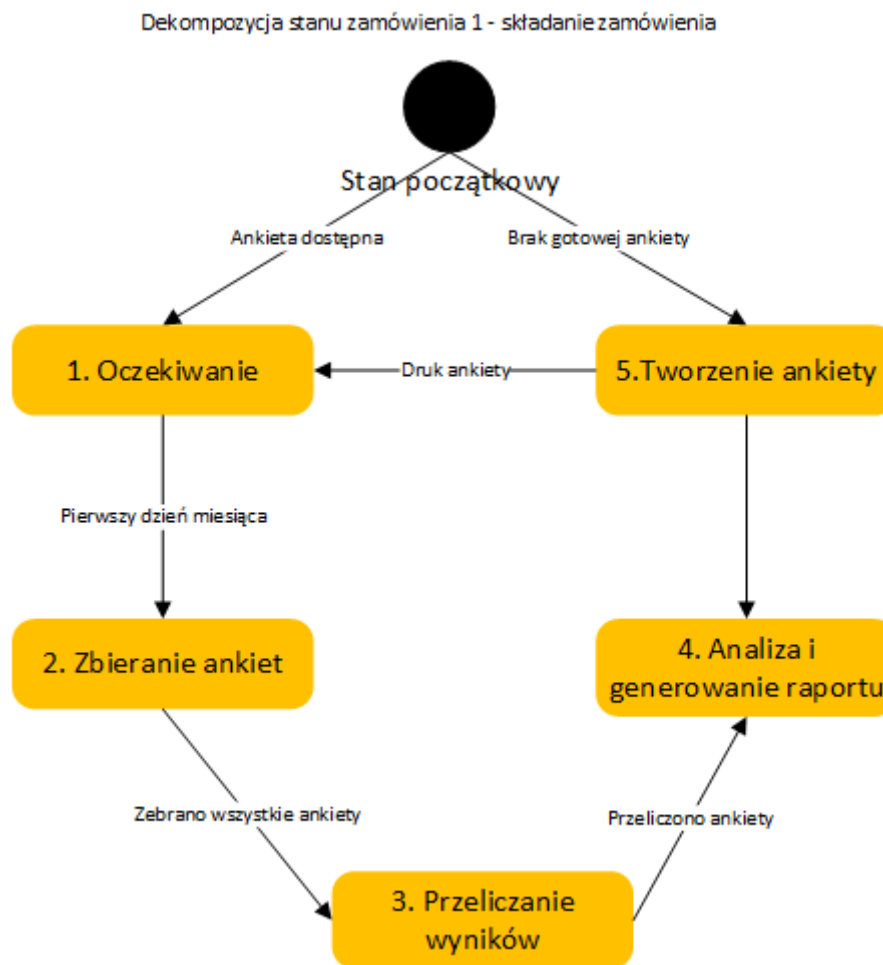 Dekompozycja stanu zamówienia 1 - składanie zamówienia
Stan początkowy
Ankieta dostępna
Brak gotowej ankiety
1. Oczekiwanie
Druk ankiety
5.Tworzenie ankiety
Pierwszy dzień miesiąca
2. Zbieranie ankiet
4. Analiza i
generowanie raportu
Zebrano wszystkie ankiety
Przeliczono ankiety
3. Przeliczanie
wyników